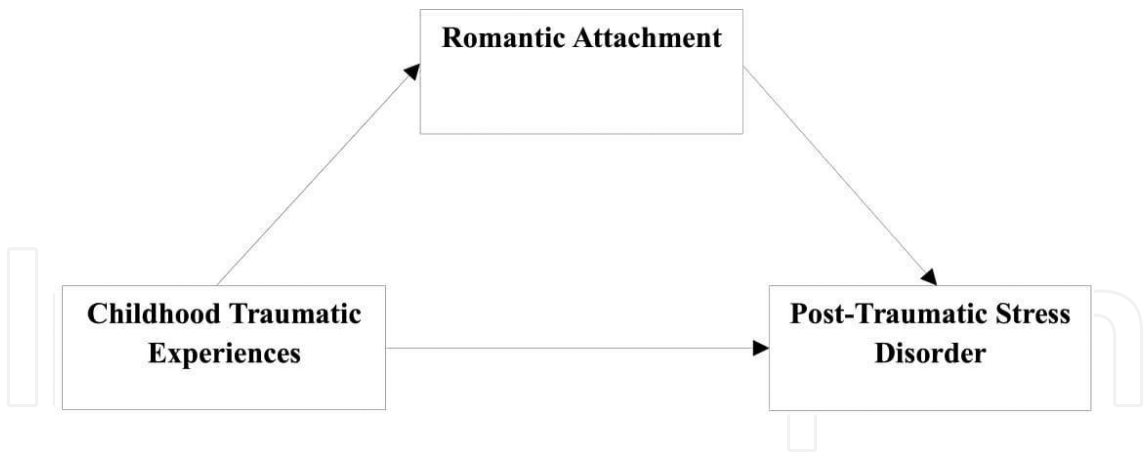 Romantic Attachment
Childhood Traumatic
Experiences
Post-Traumatic Stress
Disorder